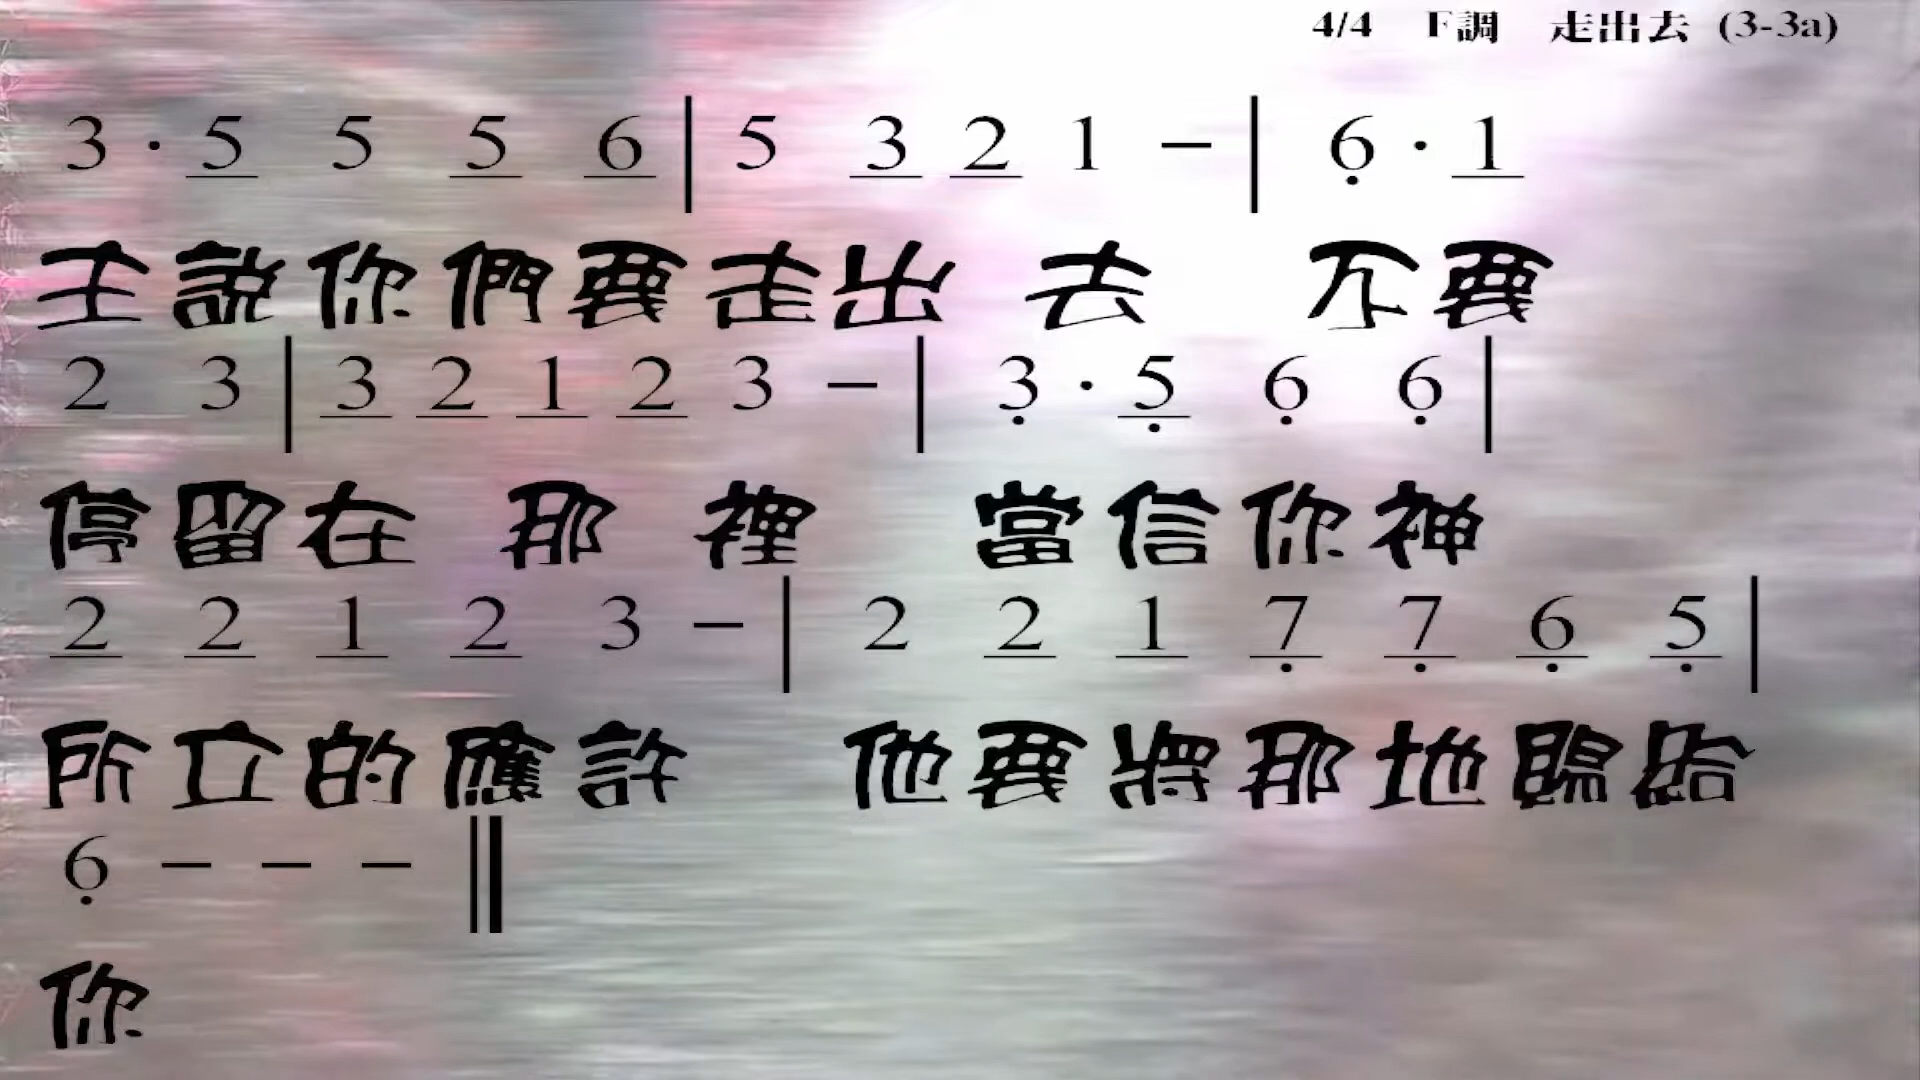 4/4 F調 走出去 (3-3a)
3 · 5 5 5 6 | 5 3 2 1 – | 6̣ · 1
主說你們要走出 去 不要
2 3 | 3 2 1 2 3 – | 3̣ · 5̣ 6̣ 6̣ |
停留在 那 裡 當信你神
2 2 1 2 3 – | 2 2 1 7̣ 7̣ 6̣ 5̣ |
所立的應許 他要將那地賜給
6̣ – – – ‖
你